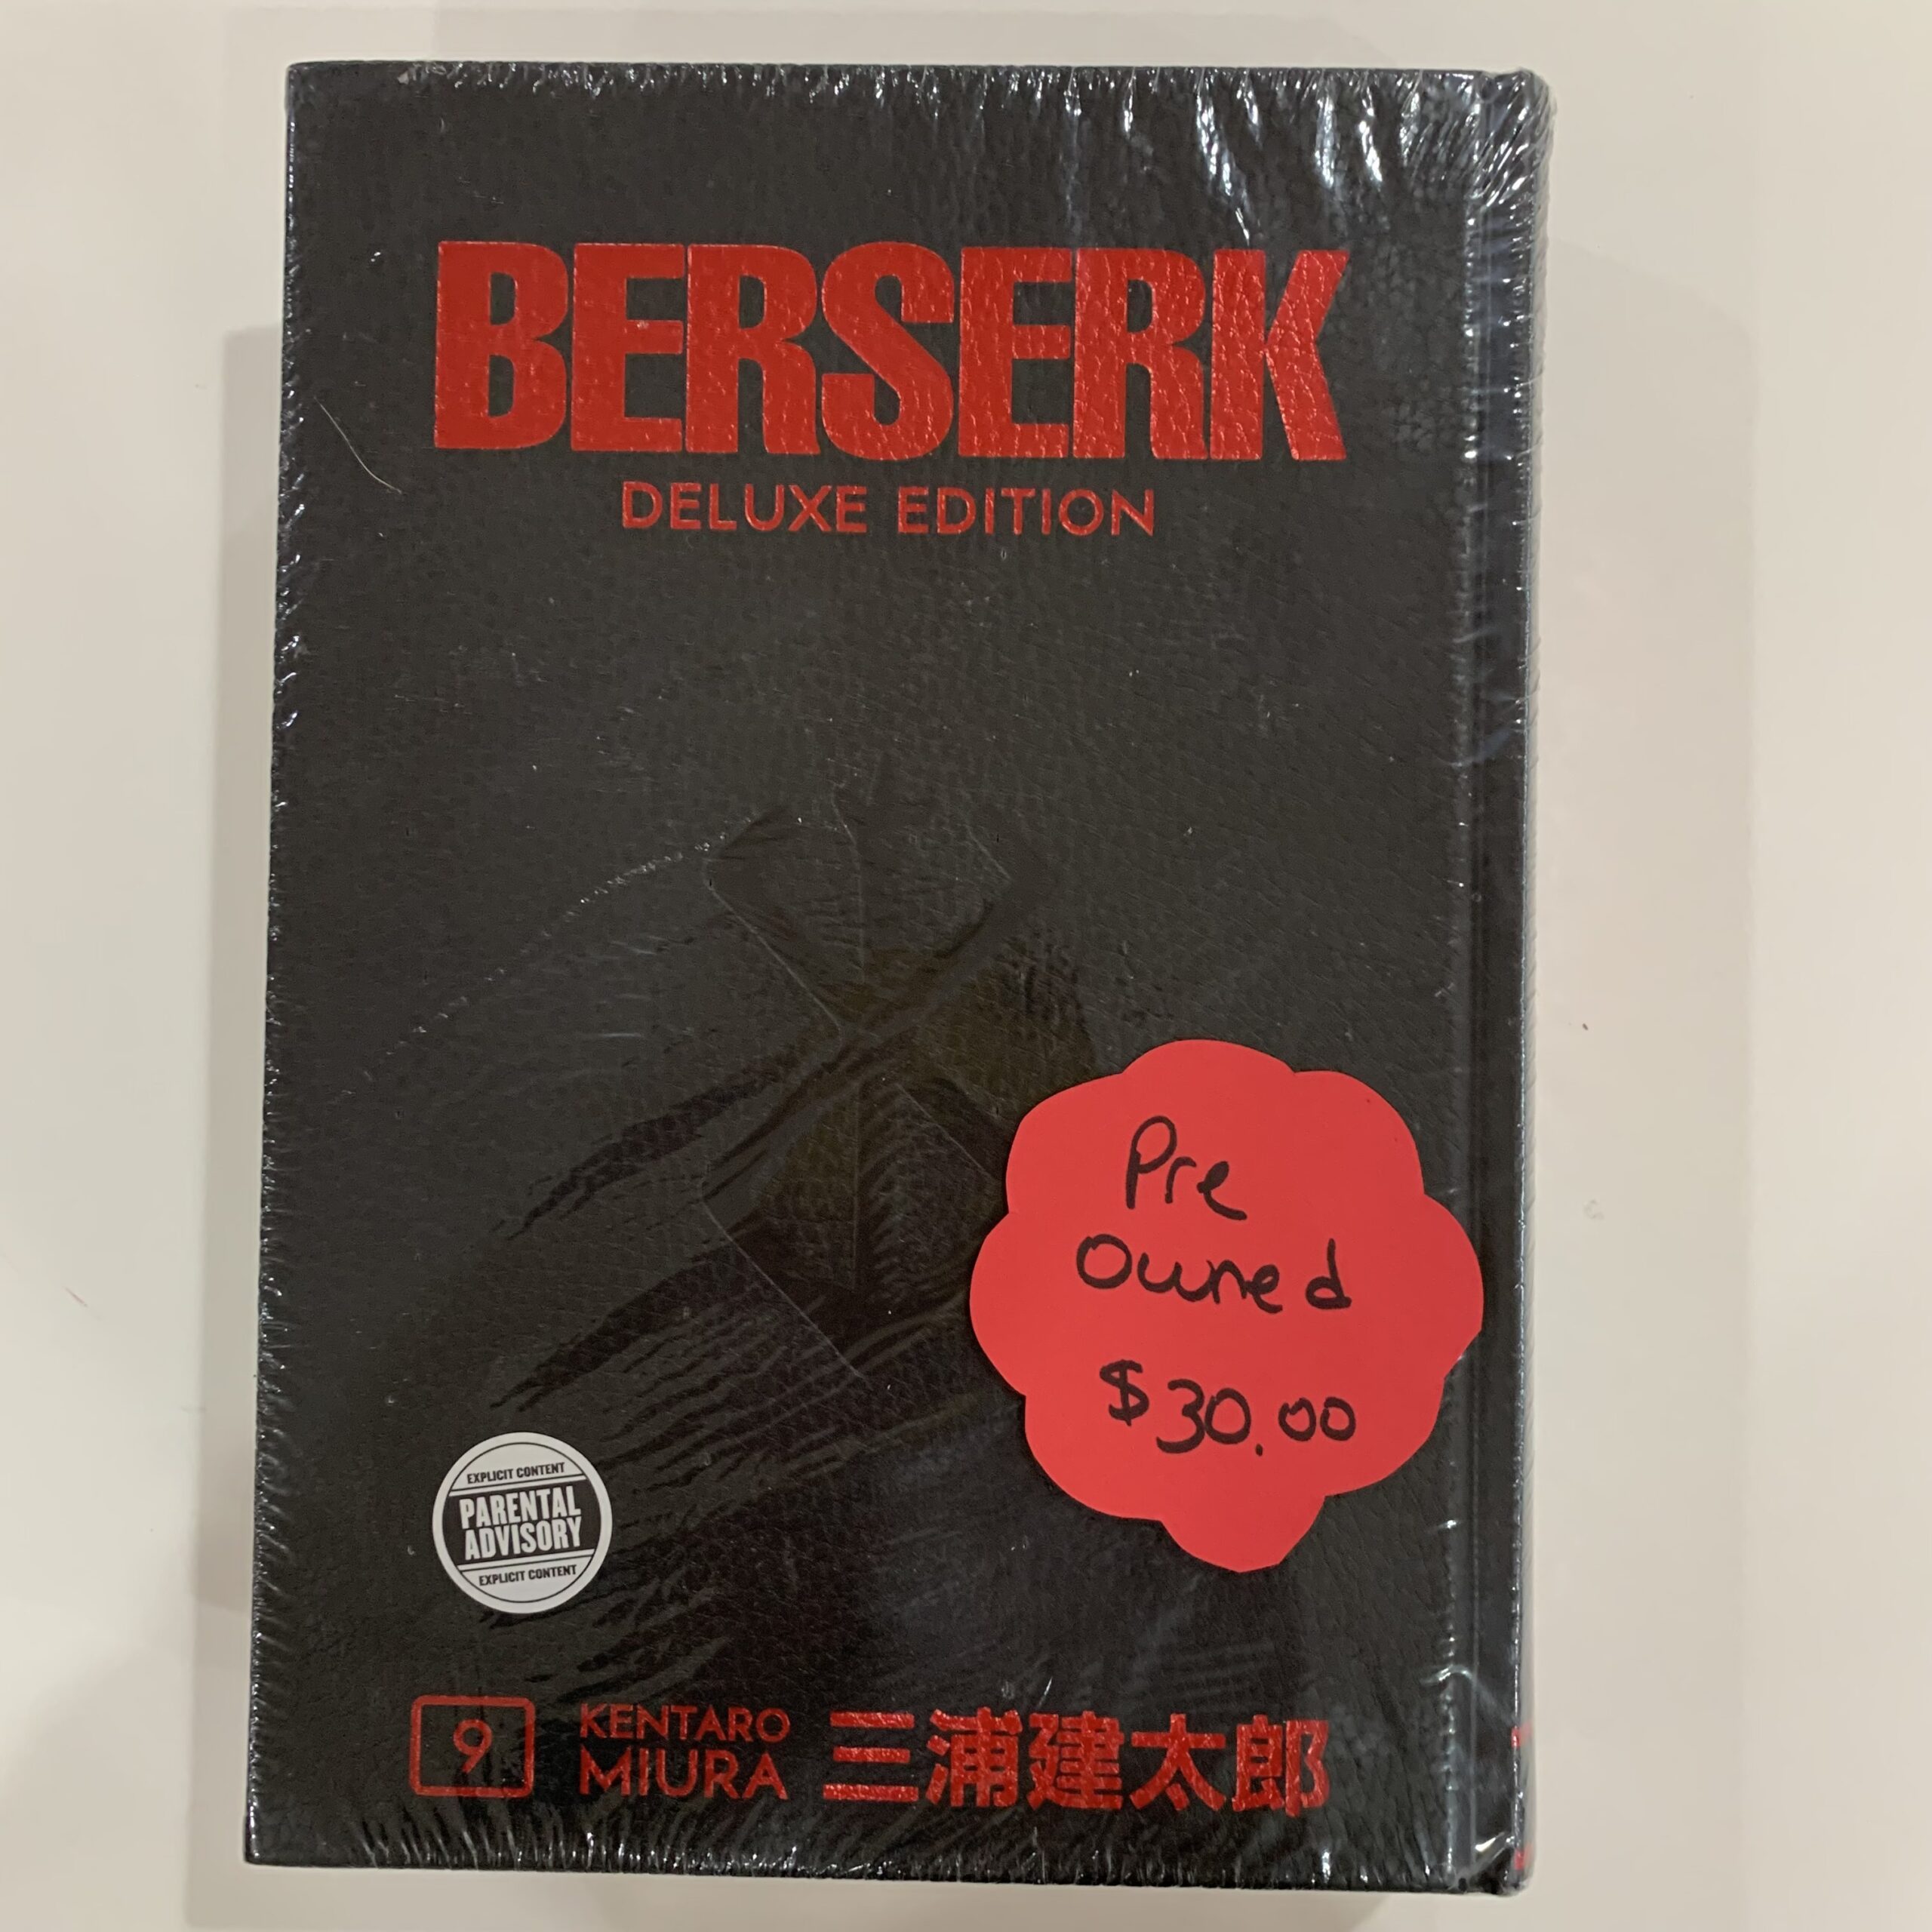 BERSERK
DELUXE EDITION
Pre
Owned
$30.00
EXPLICIT CONTENT
PARENTAL
ADVISORY
EXPLICIT CONTENT
9
KENTARO
MIURA
三浦建太郎